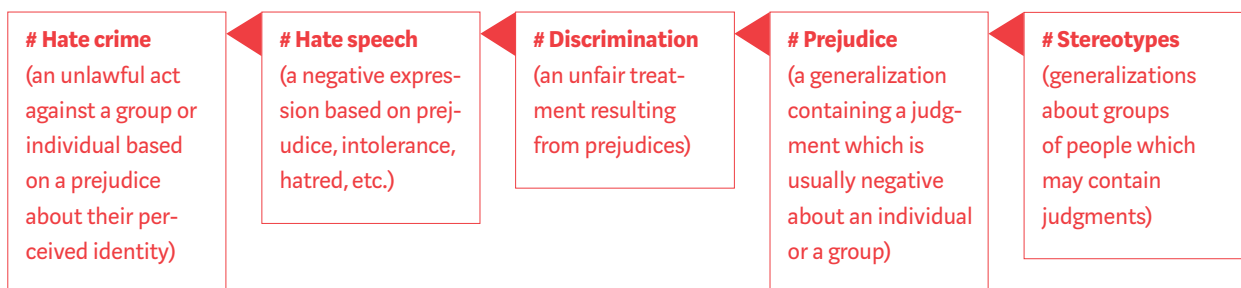 # Hate crime
(an unlawful act
against a group or
individual based
on a prejudice
about their per-
ceived identity)
# Hate speech
(a negative expres-
sion based on prej-
udice, intolerance,
hatred, etc.)
# Discrimination
(an unfair treat-
ment resulting
from prejudices)
# Prejudice
(a generalization
containing a judg-
ment which is
usually negative
about an individual
or a group)
# Stereotypes
(generalizations
about groups
of people which
may contain
judgments)